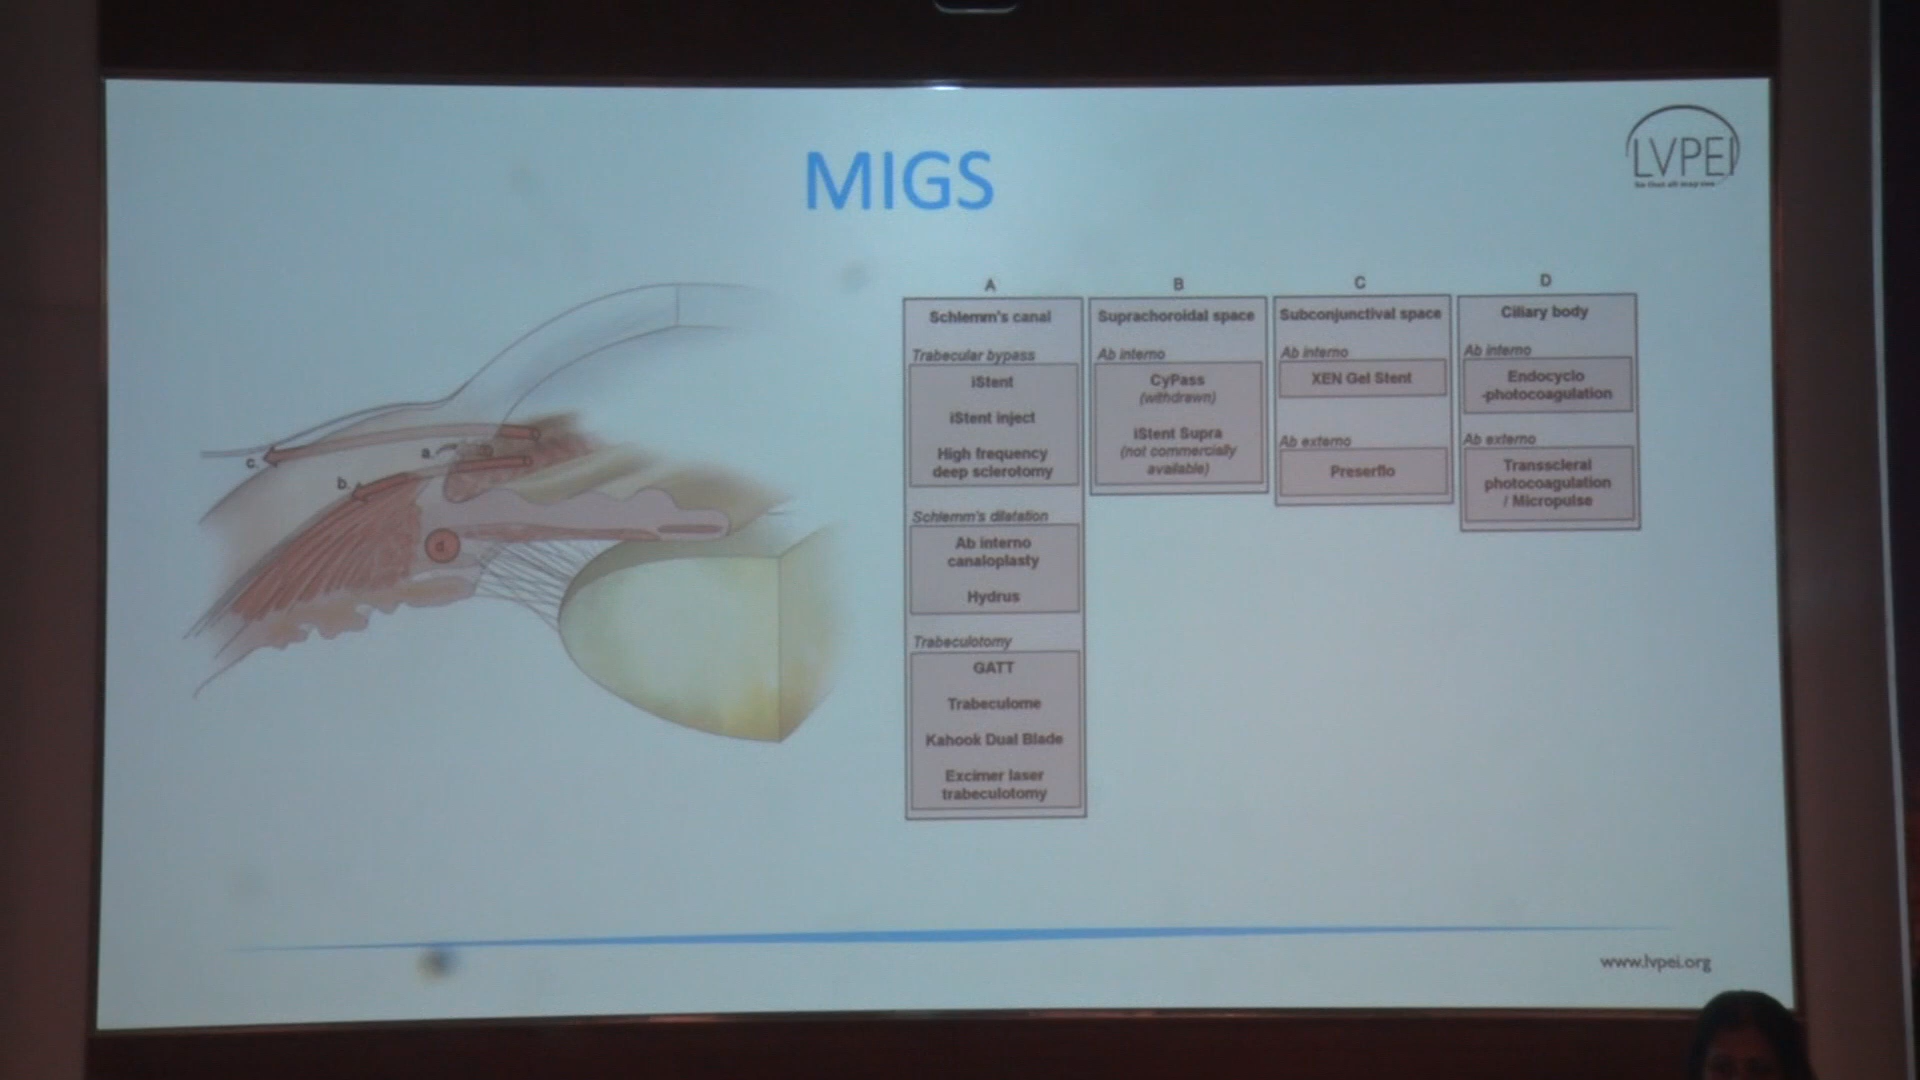 MIGS
LVPEI
A
Schlemm's canal
Trabecular bypass
iStent
iStent inject
High frequency
deep sclerotomy
Schlemm's dilatation
Ab interno
canaloplasty
Hydrus
Trabeculotomy
GATT
Trabeculome
Kahook Dual Blade
Excimer laser
trabeculotomy
B
Suprachoroidal space
Ab interno
CyPass
(withdrawn)
iStent Supra
(not commercially
available)
C
Subconjunctival space
Ab interno
XEN Gel Stent
Ab externo
Preserflo
D
Ciliary body
Ab interno
Endocyclo
-photocoagulation
Ab externo
Transscleral
photocoagulation
/ Micropulse
a.
c.
b.
d.
www.lvpei.org